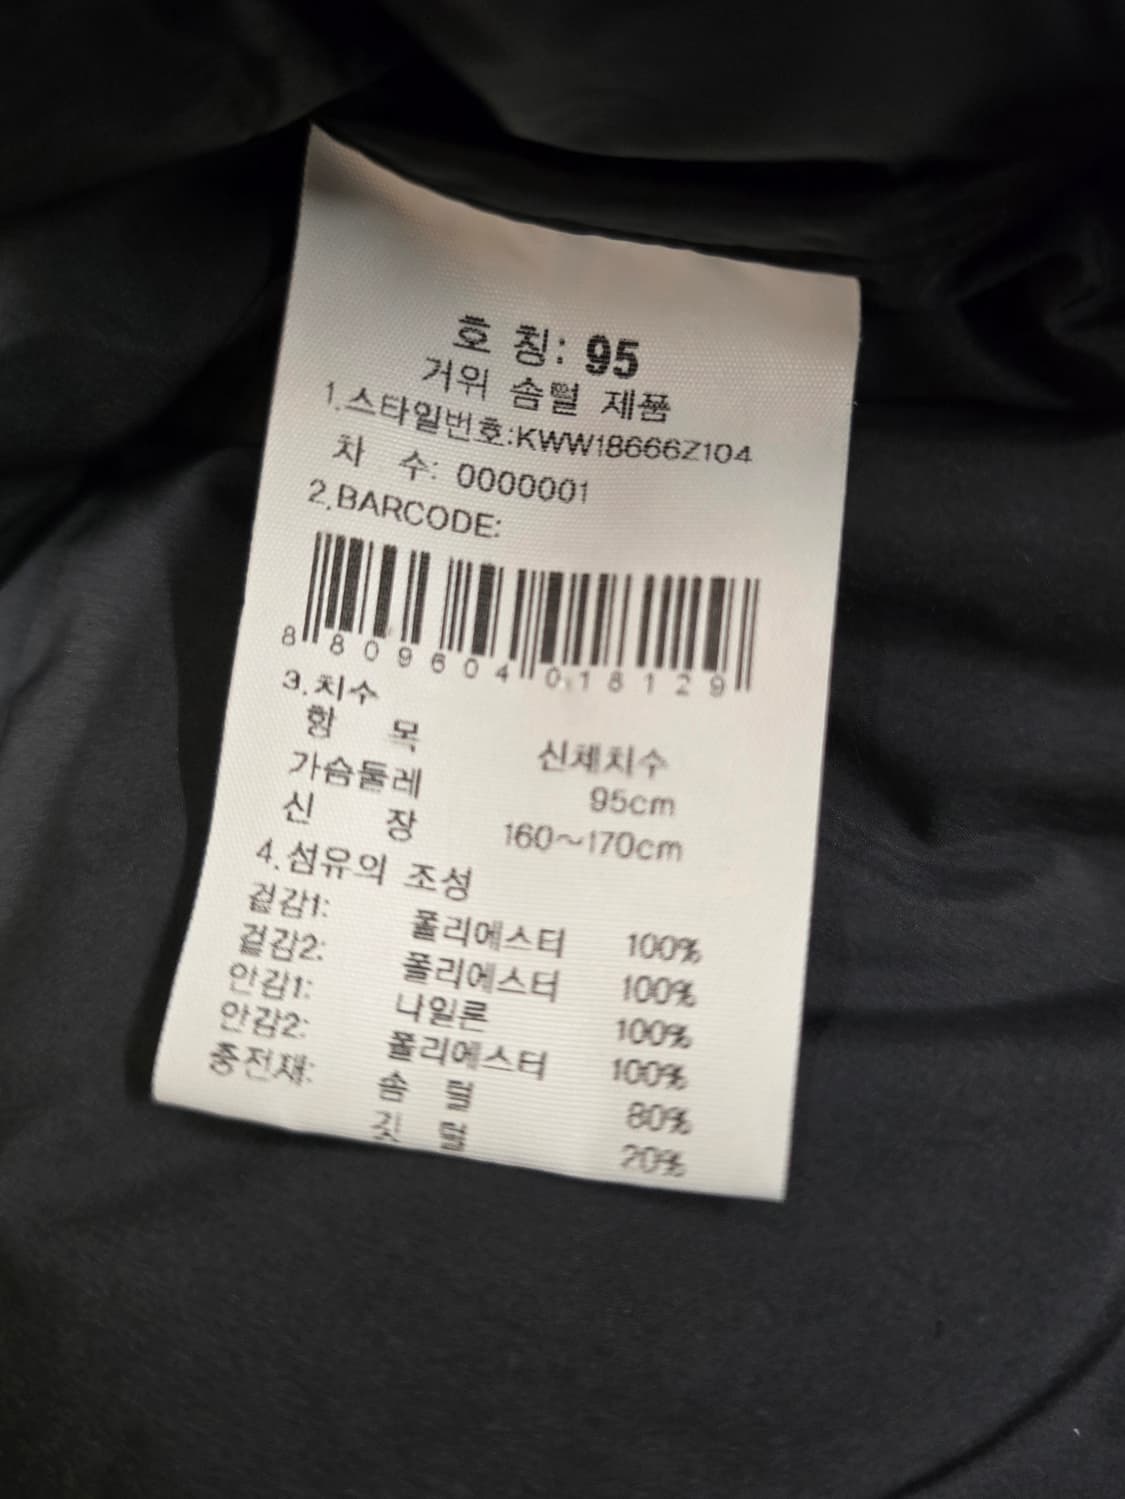 호 칭: 95
거위 솜털 제품
1.스타일번호:KWW18666Z104
차 수: 0000001
2.BARCODE:
8 809604 018129
3.치수
항 목 신체치수
가슴둘레 95cm
신 장 160~170cm
4.섬유의 조성
겉감1: 폴리에스터 100%
겉감2: 폴리에스터 100%
안감1: 나일론 100%
안감2: 폴리에스터 100%
충전재: 솜 털 80%
깃 털 20%